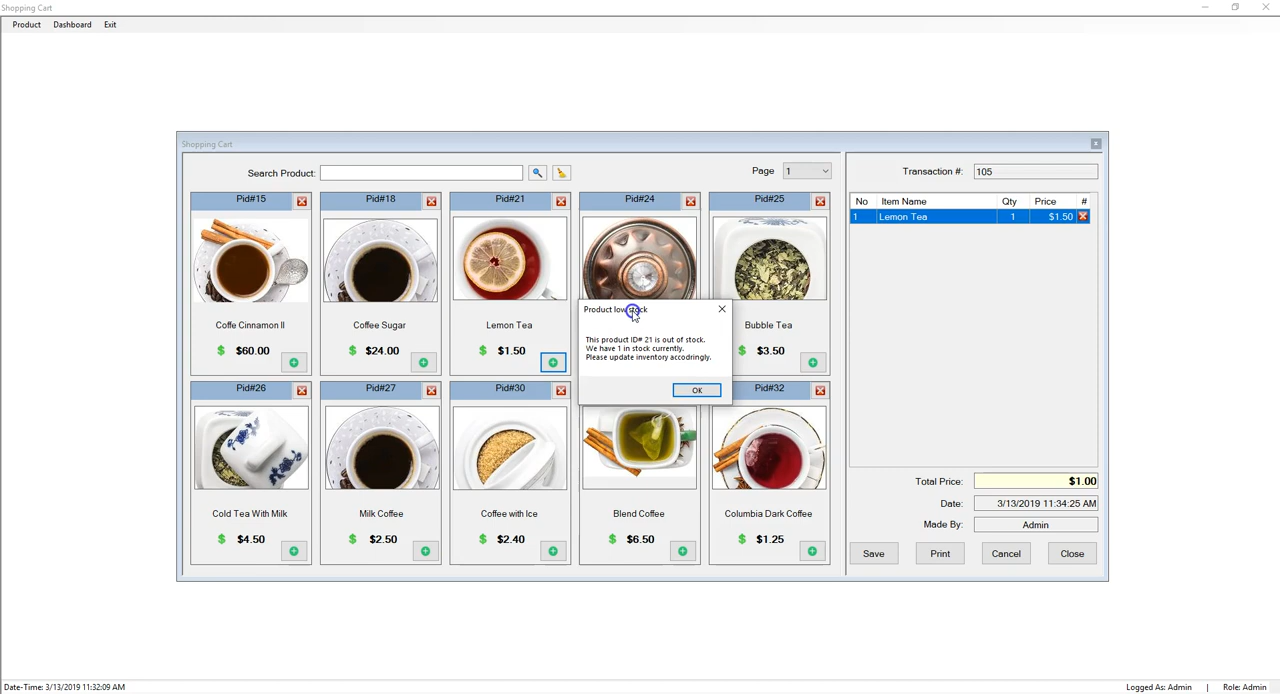 Shopping Cart
Product Dashboard Exit
Shopping Cart
Search Product:
Page 1
Transaction #: 105
Pid#15 Pid#18 Pid#21 Pid#24 Pid#25
No Item Name Qty Price #
1 Lemon Tea 1 $1.50
Product low stock
This product ID# 21 is out of stock.
We have 1 in stock currently.
Please update inventory accodringly.
OK
Coffe Cinnamon II Coffee Sugar Lemon Tea Bubble Tea
$ $60.00 $ $24.00 $ $1.50 $ $3.50
Pid#26 Pid#27 Pid#30 Pid#32
Cold Tea With Milk Milk Coffee Coffee with Ice Blend Coffee Columbia Dark Coffee
$ $4.50 $ $2.50 $ $2.40 $ $6.50 $ $1.25
Total Price: $1.00
Date: 3/13/2019 11:34:25 AM
Made By: Admin
Save Print Cancel Close
Date-Time: 3/13/2019 11:32:09 AM
Logged As: Admin | Role: Admin